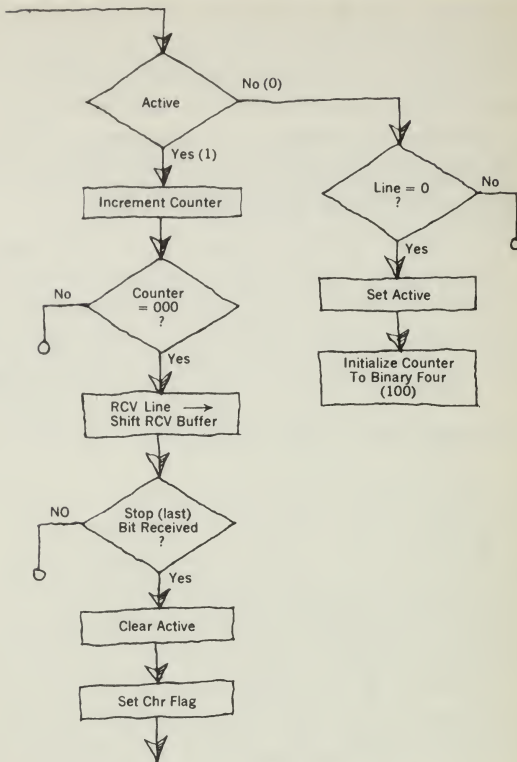 Active
No (0)
Yes (1)
Increment Counter
Counter
= 000
?
No
Yes
RCV Line →
Shift RCV Buffer
Stop (last)
Bit Received
?
NO
Yes
Clear Active
Set Chr Flag
Line = 0
?
No
Yes
Set Active
Initialize Counter
To Binary Four
(100)